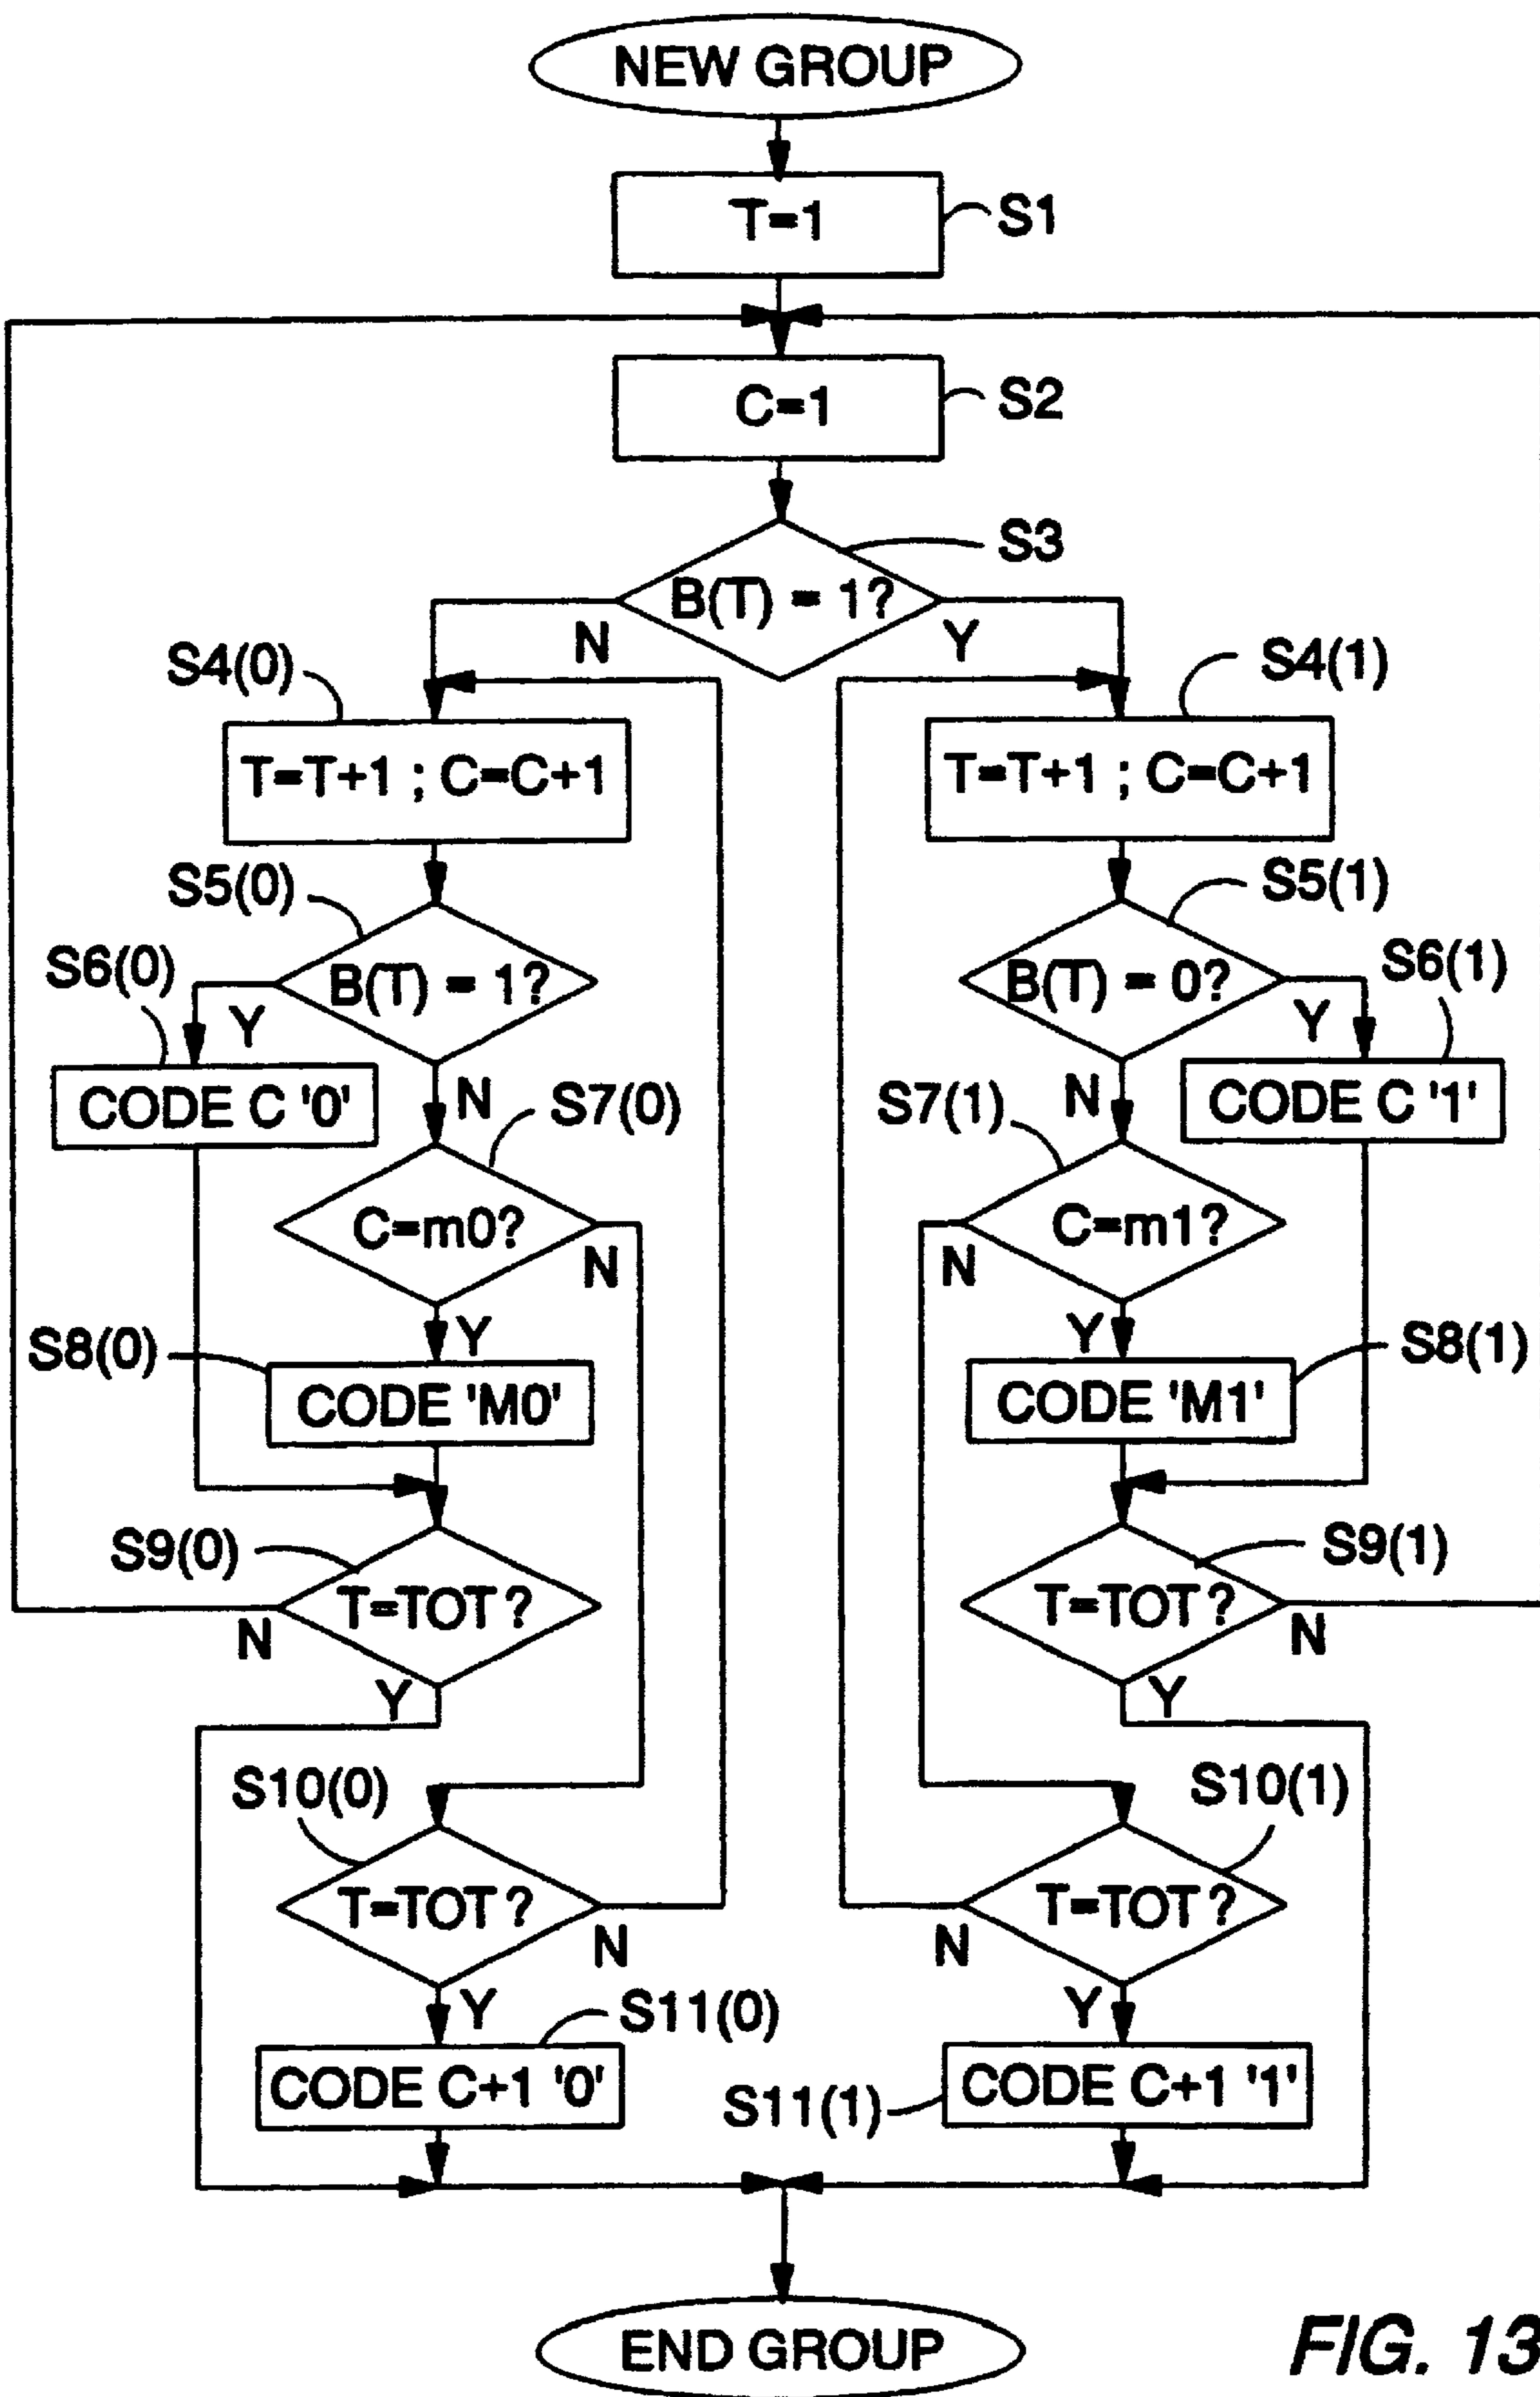 NEW GROUP
T=1
S1
C=1
S2
S3
B(T) = 1?
N
Y
S4(0)
S4(1)
T=T+1 ; C=C+1
T=T+1 ; C=C+1
S5(0)
S5(1)
S6(0)
B(T) = 1?
B(T) = 0?
S6(1)
Y
Y
CODE C '0'
N
S7(0)
S7(1)
N
CODE C '1'
C=m0?
N
C=m1?
N
S8(0)
Y
Y
S8(1)
CODE 'M0'
CODE 'M1'
S9(0)
S9(1)
T=TOT ?
N
T=TOT ?
N
Y
Y
S10(0)
S10(1)
T=TOT ?
N
T=TOT ?
N
Y
S11(0)
Y
CODE C+1 '0'
S11(1)
CODE C+1 '1'
END GROUP
FIG. 13